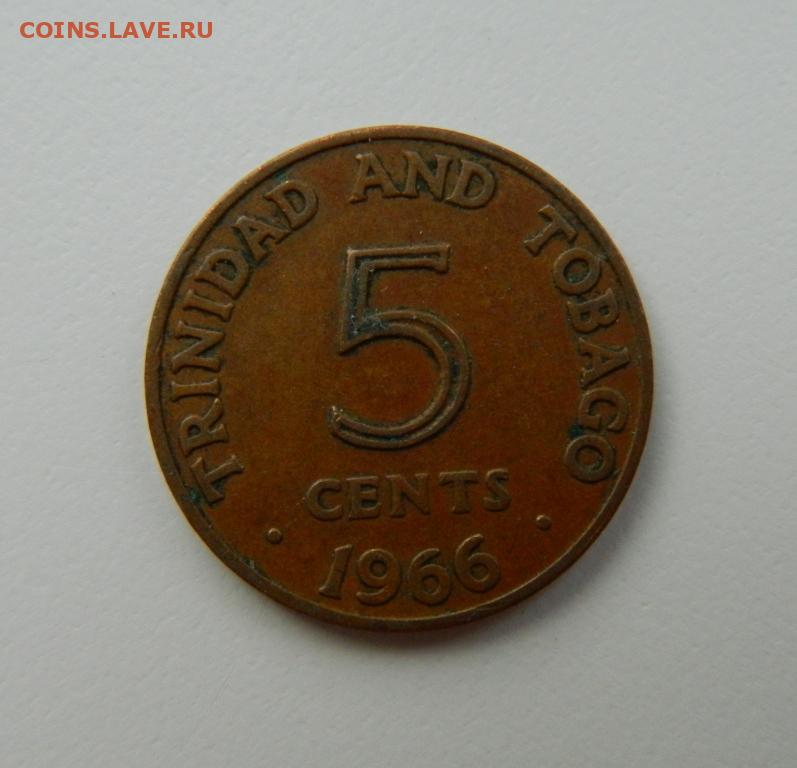 COINS.LAVE.RU
TRINIDAD AND TOBAGO
5
CENTS
· 1966 ·